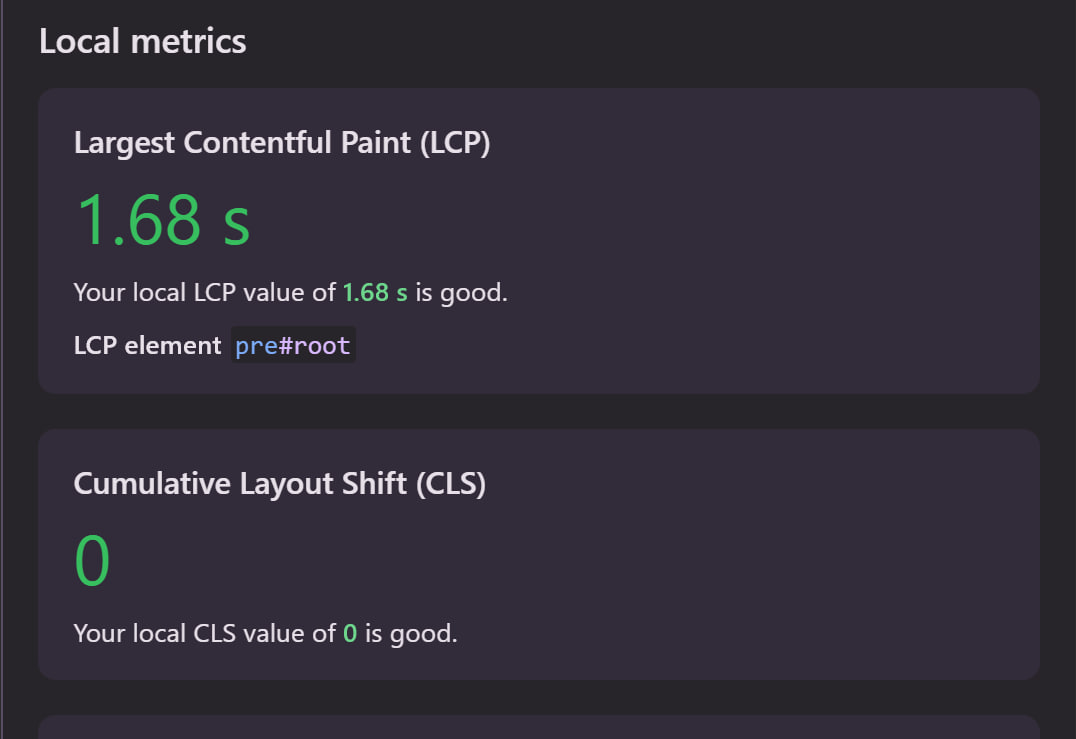 Local metrics
Largest Contentful Paint (LCP)
1.68 s
Your local LCP value of 1.68 s is good.
LCP element pre#root
Cumulative Layout Shift (CLS)
0
Your local CLS value of 0 is good.